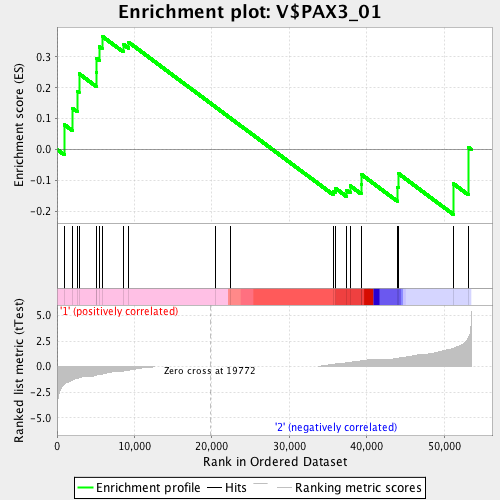 Enrichment plot: V$PAX3_01
Enrichment score (ES)
0.3
0.2
0.1
0.0
-0.1
-0.2
'1' (positively correlated)
Ranked list metric (tTest)
5.0
2.5
0.0
-2.5
-5.0
Zero cross at 19772
'2' (negatively correlated)
0
10,000
20,000
30,000
40,000
50,000
Rank in Ordered Dataset
Enrichment profile
Hits
Ranking metric scores